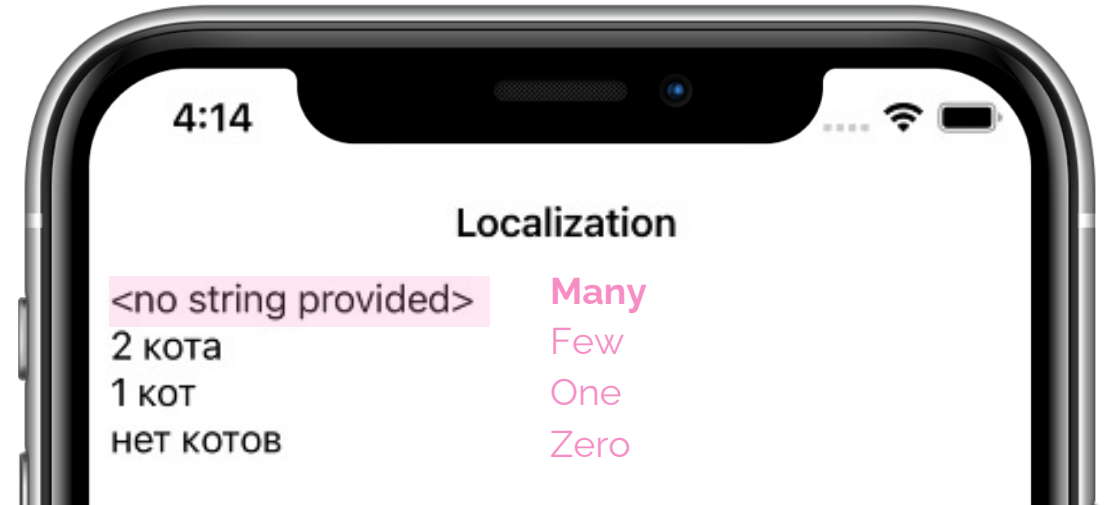 4:14
Localization
<no string provided> Many
2 кота Few
1 кот One
нет котов Zero